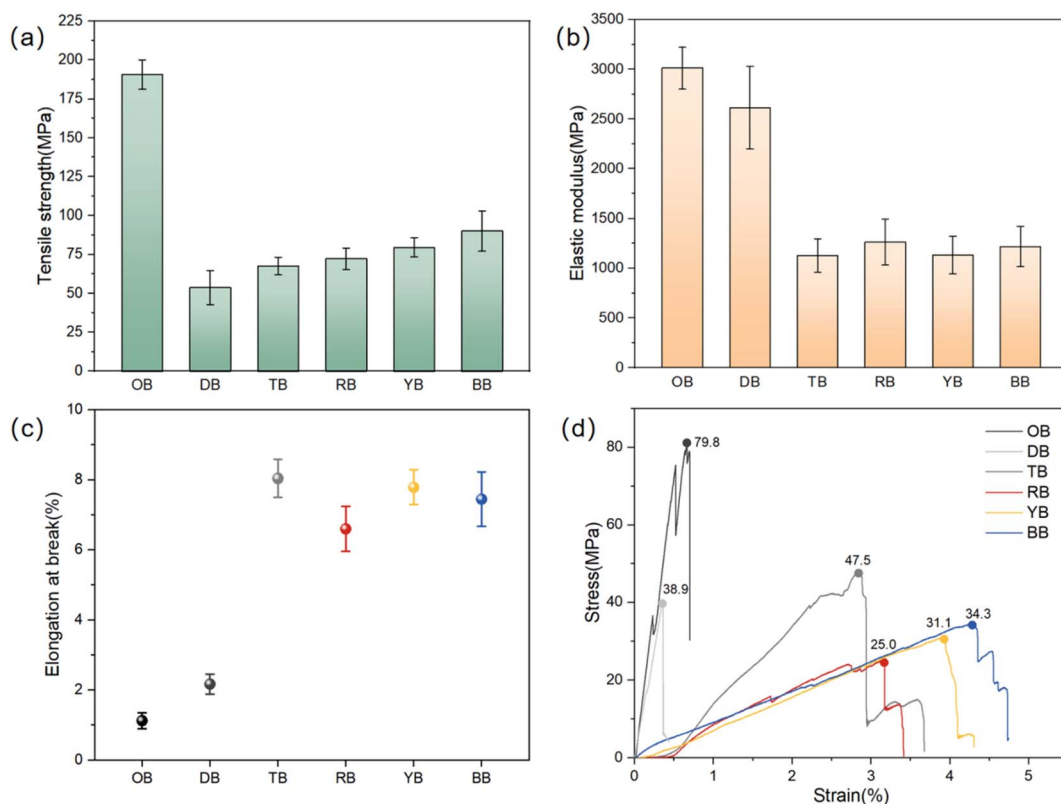 (a)
Tensile strength(MPa)
225
200
175
150
125
100
75
50
25
0
OB DB TB RB YB BB
(b)
Elastic modulus(MPa)
3500
3000
2500
2000
1500
1000
500
0
OB DB TB RB YB BB
(c)
Elongation at break(%)
10
8
6
4
2
0
OB DB TB RB YB BB
(d)
Stress(MPa)
80
60
40
20
0
79.8
38.9
47.5
25.0
31.1
34.3
OB
DB
TB
RB
YB
BB
0 1 2 3 4 5
Strain(%)